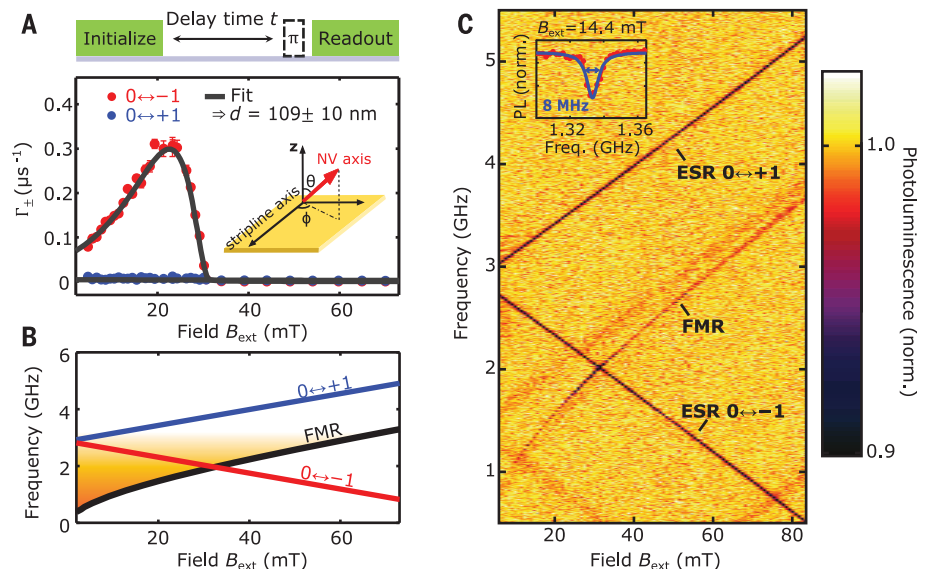 A
Delay time t
Initialize
π
Readout
0↔−1
0↔+1
Fit
⇒ d = 109± 10 nm
0.4
0.3
0.2
0.1
0
Γ± (µs⁻¹)
z
NV axis
θ
ϕ
stripline axis
20 40 60
Field Bext (mT)
B
6
4
2
0
Frequency (GHz)
0↔+1
FMR
0↔−1
20 40 60
Field Bext (mT)
C
Bext=14.4 mT
PL (norm.)
8 MHz
1.32 1.36
Freq. (GHz)
5
4
3
2
1
Frequency (GHz)
ESR 0↔+1
FMR
ESR 0↔−1
20 40 60 80
Field Bext (mT)
1.0
0.9
Photoluminescence (norm.)